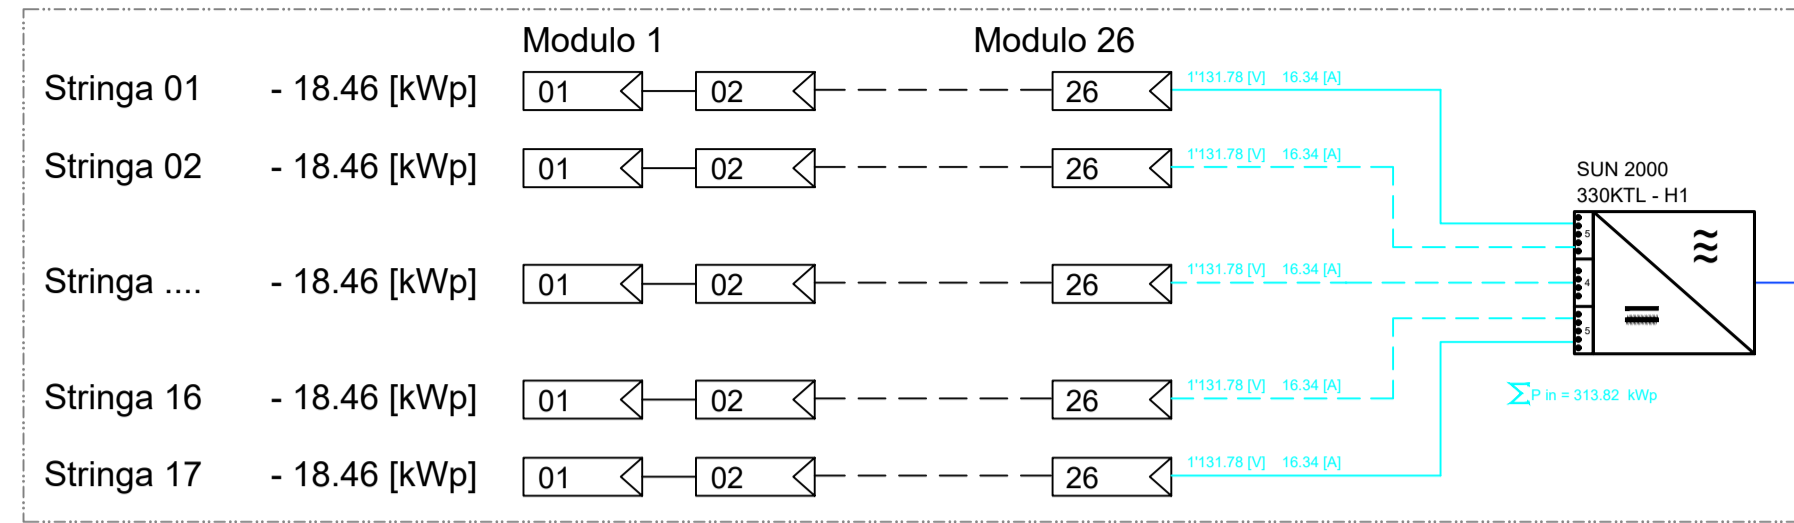 Modulo 1 Modulo 26
Stringa 01 - 18.46 [kWp] 01 02 26 1'131.78 [V] 16.34 [A]
Stringa 02 - 18.46 [kWp] 01 02 26 1'131.78 [V] 16.34 [A]
SUN 2000
330KTL - H1
5
Stringa .... - 18.46 [kWp] 01 02 26 1'131.78 [V] 16.34 [A]
4
5
Stringa 16 - 18.46 [kWp] 01 02 26 1'131.78 [V] 16.34 [A]
∑P in = 313.82 kWp
Stringa 17 - 18.46 [kWp] 01 02 26 1'131.78 [V] 16.34 [A]